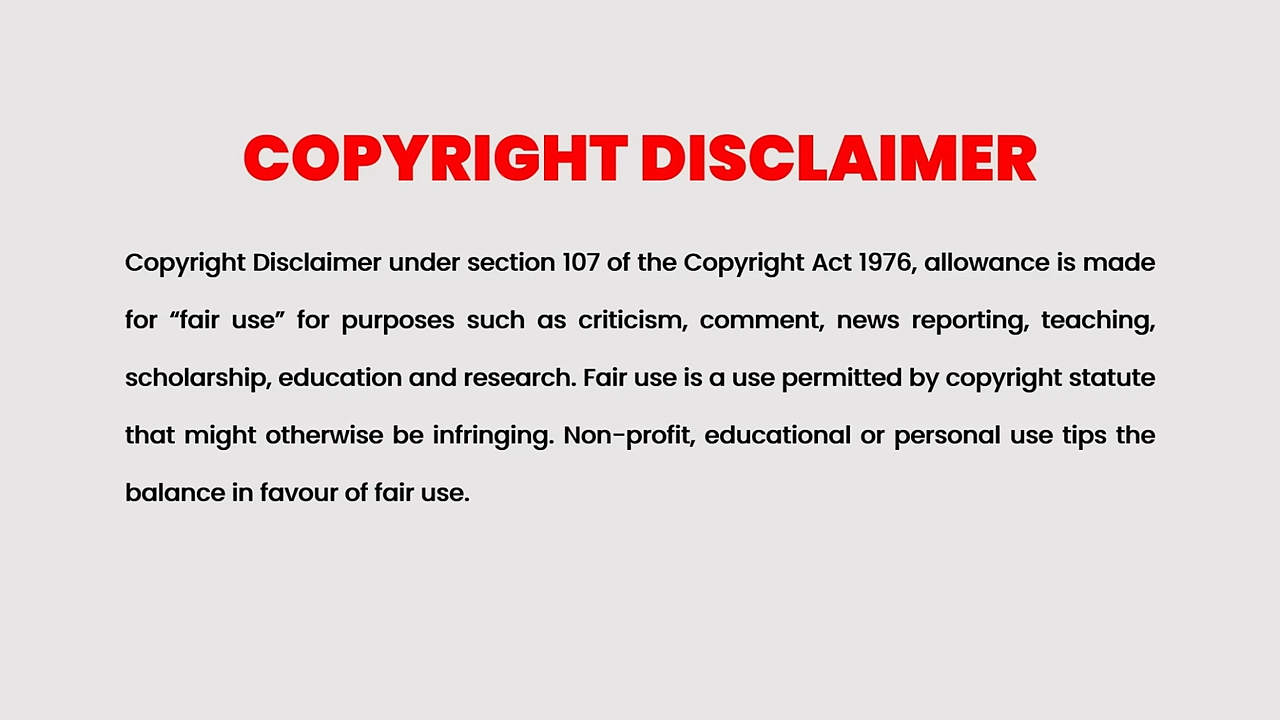 COPYRIGHT DISCLAIMER
Copyright Disclaimer under section 107 of the Copyright Act 1976, allowance is made
for “fair use” for purposes such as criticism, comment, news reporting, teaching,
scholarship, education and research. Fair use is a use permitted by copyright statute
that might otherwise be infringing. Non-profit, educational or personal use tips the
balance in favour of fair use.